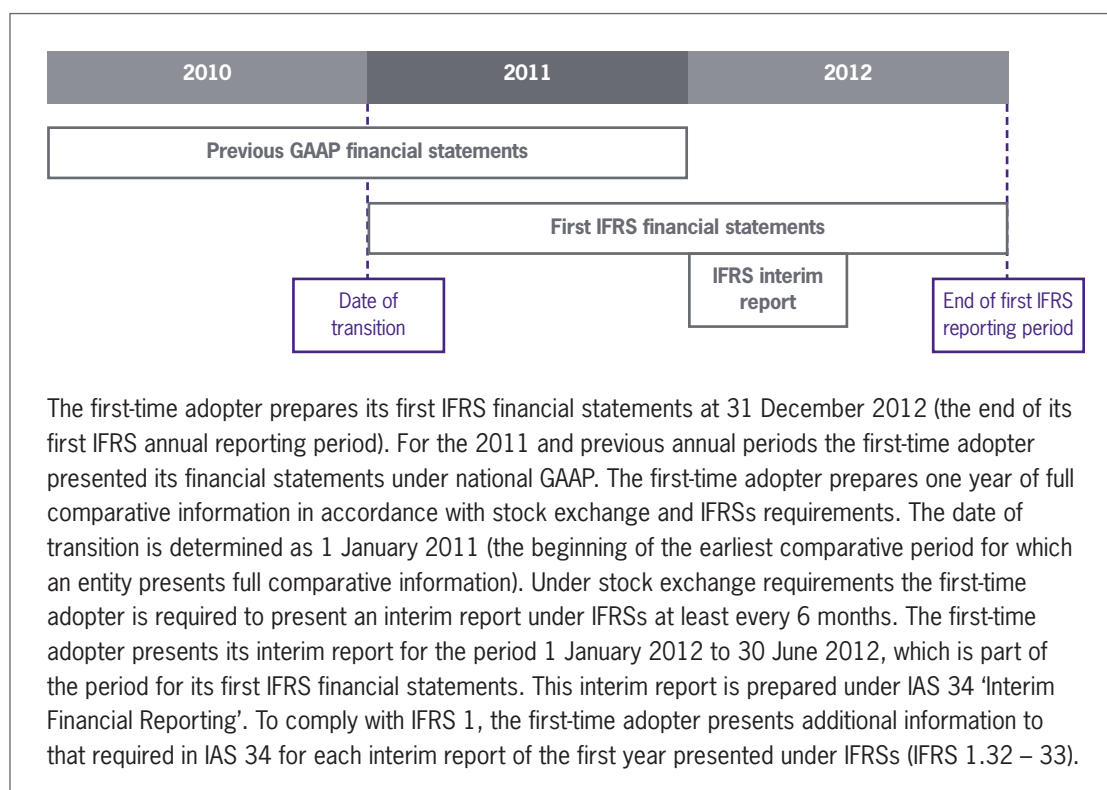 2010
2011
2012
Previous GAAP financial statements
First IFRS financial statements
IFRS interim
report
Date of
transition
End of first IFRS
reporting period
The first-time adopter prepares its first IFRS financial statements at 31 December 2012 (the end of its
first IFRS annual reporting period). For the 2011 and previous annual periods the first-time adopter
presented its financial statements under national GAAP. The first-time adopter prepares one year of full
comparative information in accordance with stock exchange and IFRSs requirements. The date of
transition is determined as 1 January 2011 (the beginning of the earliest comparative period for which
an entity presents full comparative information). Under stock exchange requirements the first-time
adopter is required to present an interim report under IFRSs at least every 6 months. The first-time
adopter presents its interim report for the period 1 January 2012 to 30 June 2012, which is part of
the period for its first IFRS financial statements. This interim report is prepared under IAS 34 ‘Interim
Financial Reporting’. To comply with IFRS 1, the first-time adopter presents additional information to
that required in IAS 34 for each interim report of the first year presented under IFRSs (IFRS 1.32 – 33).